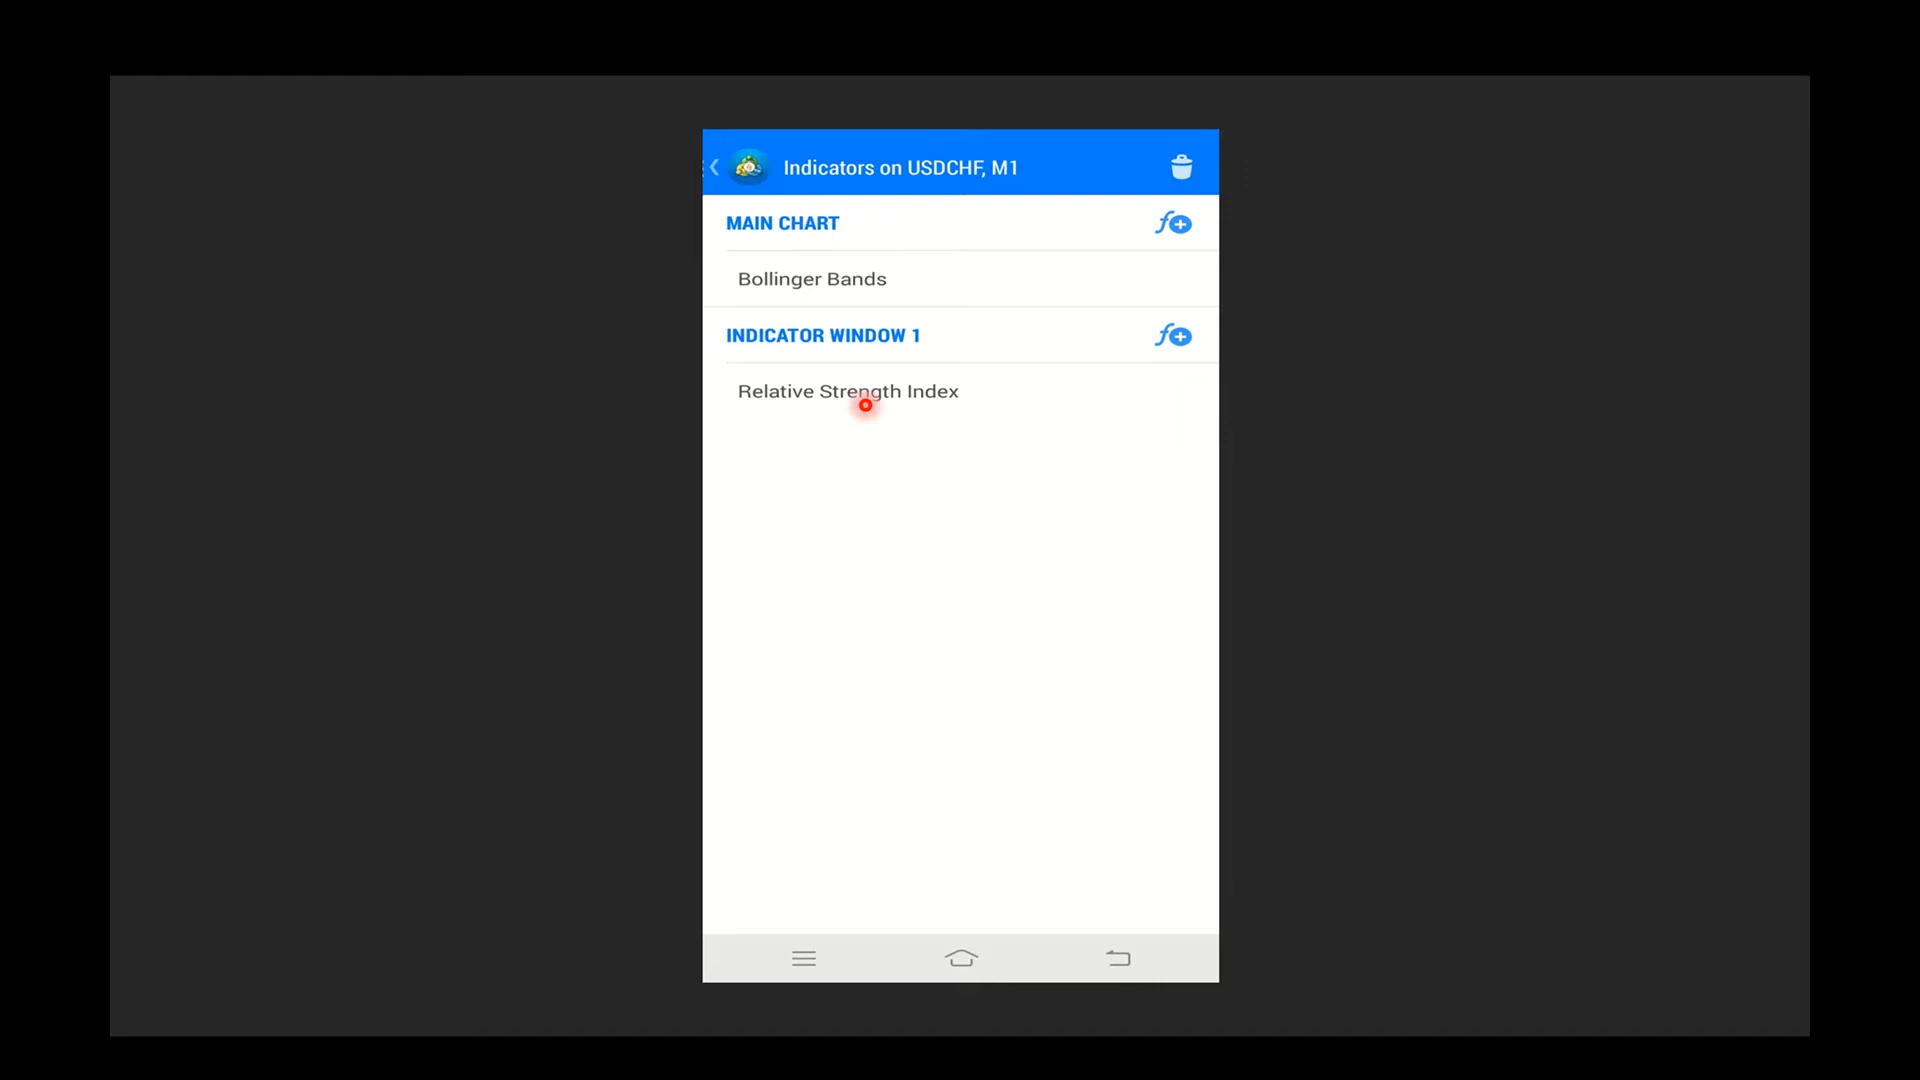 Indicators on USDCHF, M1
MAIN CHART
Bollinger Bands
INDICATOR WINDOW 1
Relative Strength Index